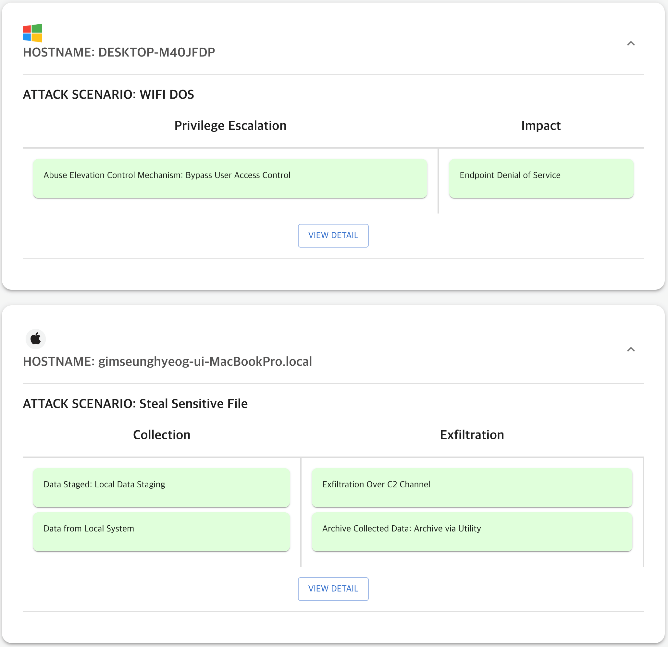 HOSTNAME: DESKTOP-M40JFDP
ATTACK SCENARIO: WIFI DOS
Privilege Escalation
Impact
Abuse Elevation Control Mechanism: Bypass User Access Control
Endpoint Denial of Service
VIEW DETAIL
HOSTNAME: gimseunghyeog-ui-MacBookPro.local
ATTACK SCENARIO: Steal Sensitive File
Collection
Exfiltration
Data Staged: Local Data Staging
Exfiltration Over C2 Channel
Data from Local System
Archive Collected Data: Archive via Utility
VIEW DETAIL